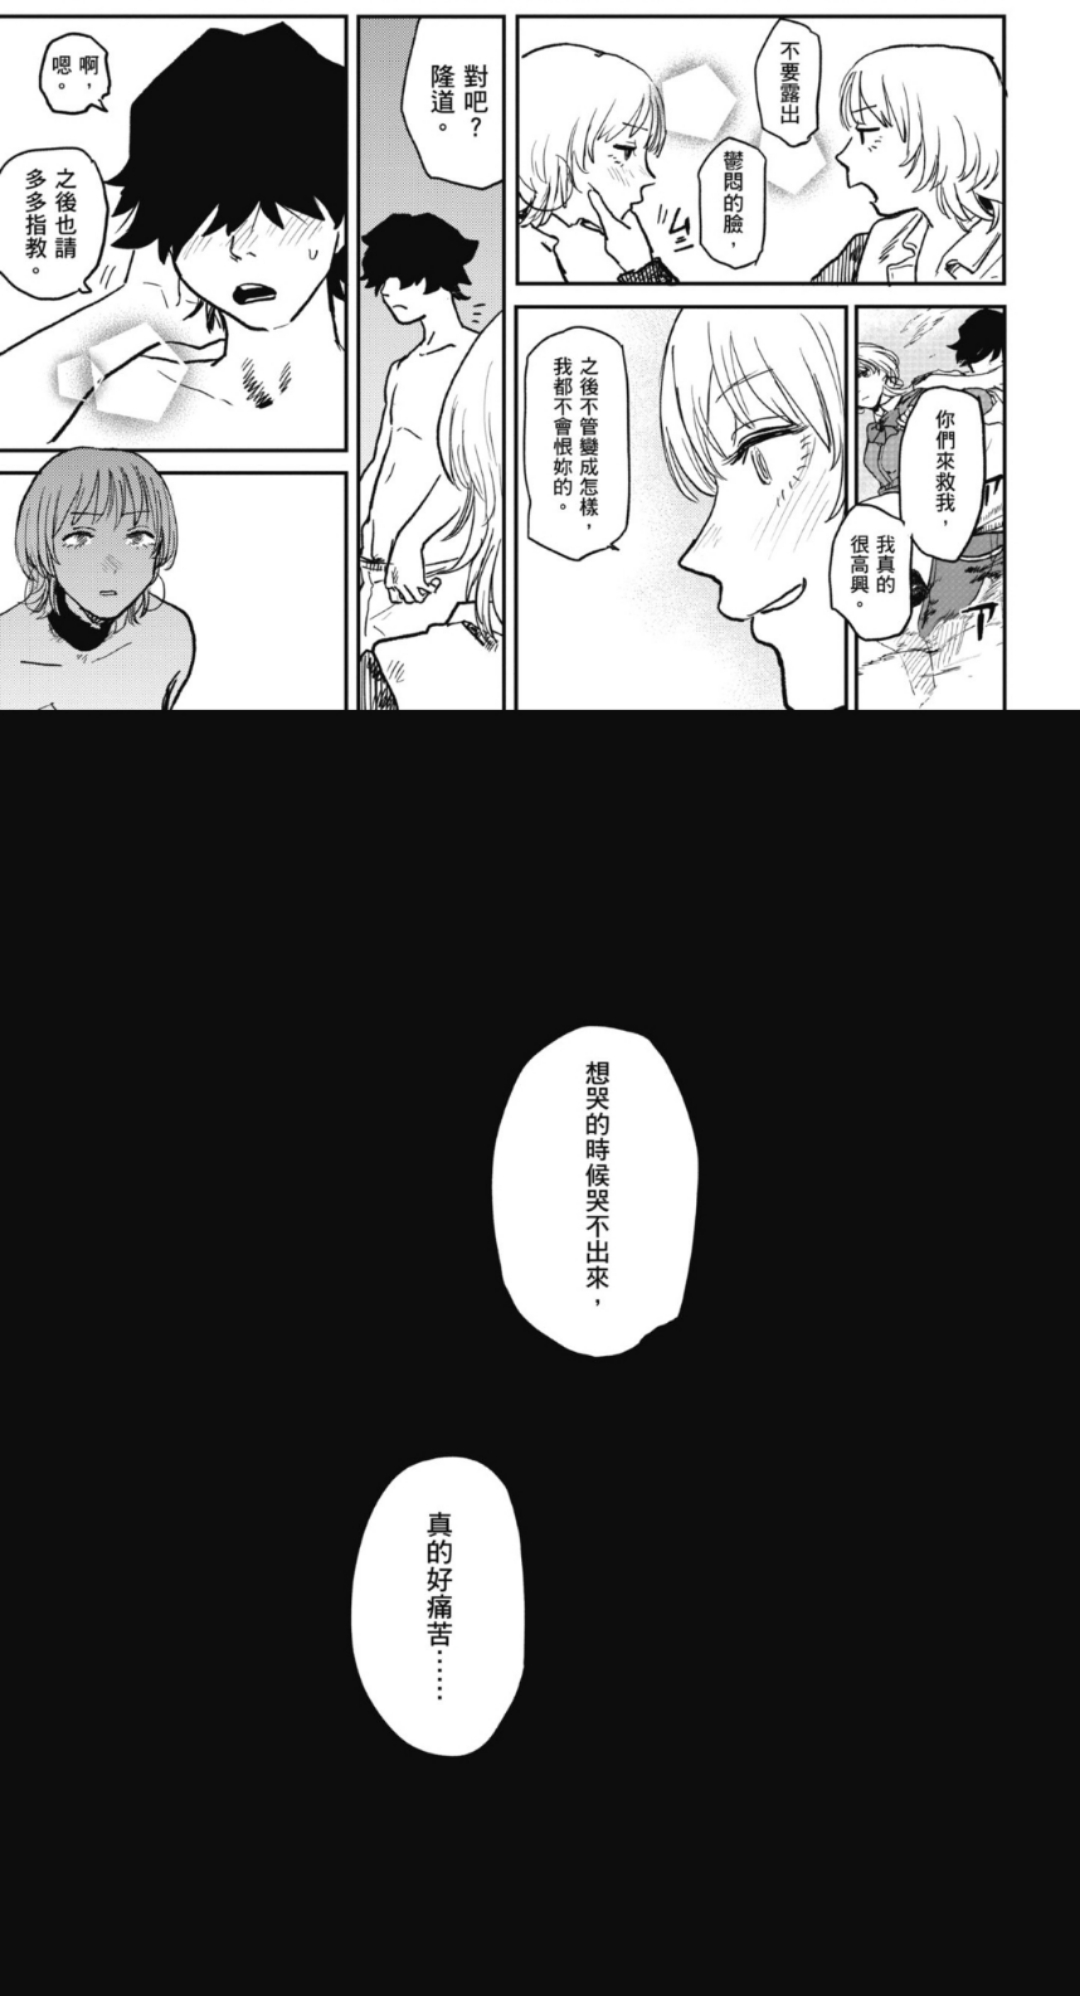 不要露出
鬱悶的臉，
你們來救我，
我真的
很高興。
之後不管變成怎樣，
我都不會恨妳的。
對吧？
隆道。
啊，
嗯。
之後也請
多多指教。
想哭的時候哭不出來，
真的好痛苦……